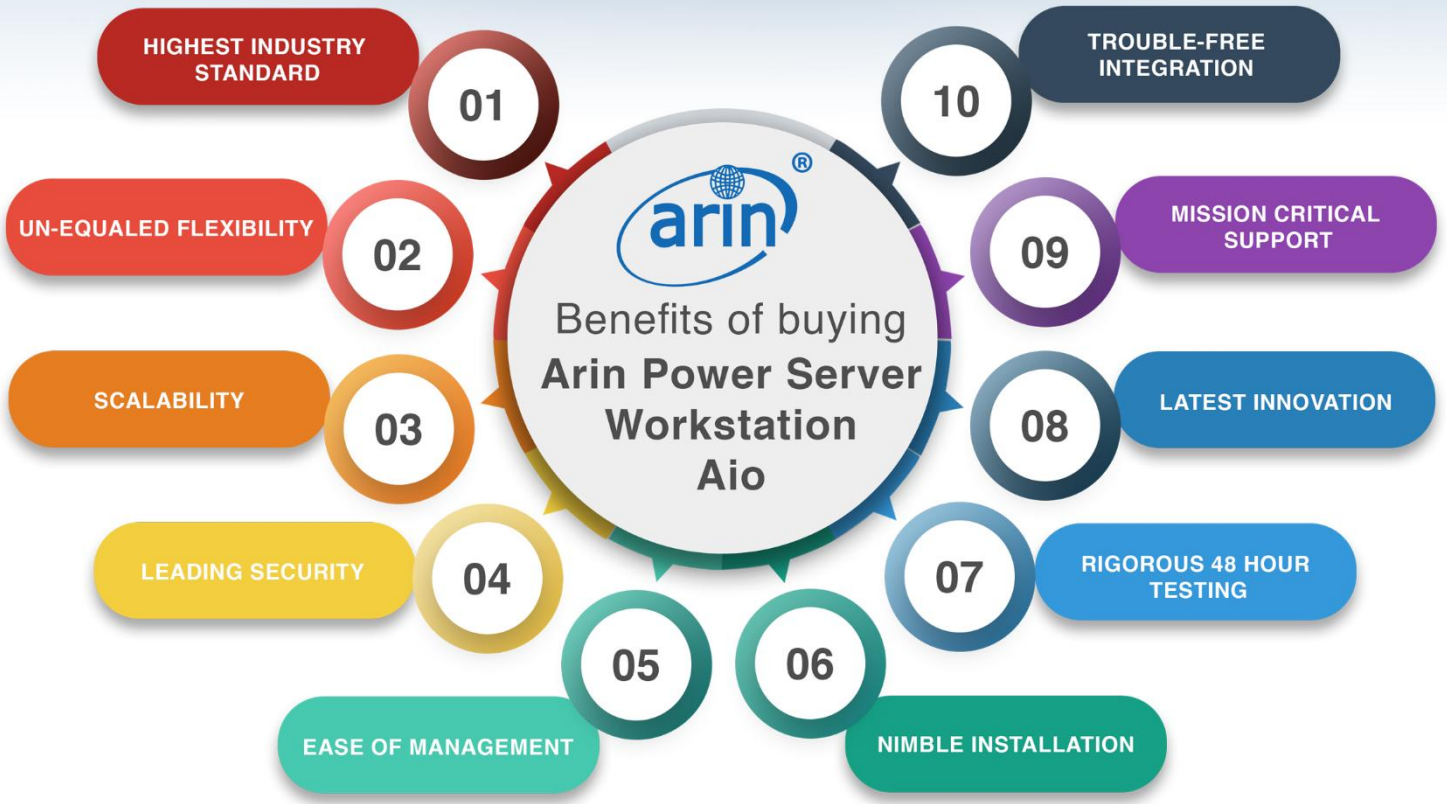 arin®
Benefits of buying
Arin Power Server
Workstation
Aio
01
HIGHEST INDUSTRY
STANDARD
02
UN-EQUALED FLEXIBILITY
03
SCALABILITY
04
LEADING SECURITY
05
EASE OF MANAGEMENT
06
NIMBLE INSTALLATION
07
RIGOROUS 48 HOUR
TESTING
08
LATEST INNOVATION
09
MISSION CRITICAL
SUPPORT
10
TROUBLE-FREE
INTEGRATION